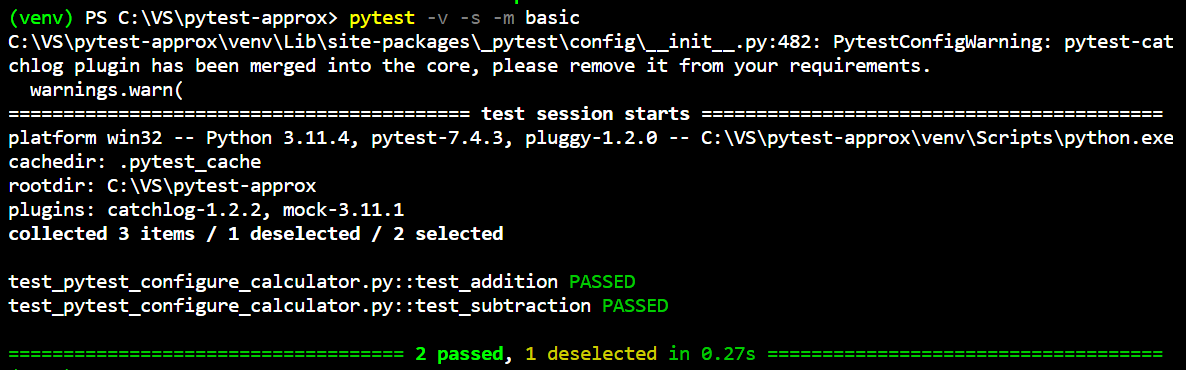 (venv) PS C:\VS\pytest-approx> pytest -v -s -m basic
C:\VS\pytest-approx\venv\Lib\site-packages\_pytest\config\__init__.py:482: PytestConfigWarning: pytest-cat
chlog plugin has been merged into the core, please remove it from your requirements.
  warnings.warn(
========================================== test session starts ==========================================
platform win32 -- Python 3.11.4, pytest-7.4.3, pluggy-1.2.0 -- C:\VS\pytest-approx\venv\Scripts\python.exe
cachedir: .pytest_cache
rootdir: C:\VS\pytest-approx
plugins: catchlog-1.2.2, mock-3.11.1
collected 3 items / 1 deselected / 2 selected
test_pytest_configure_calculator.py::test_addition PASSED
test_pytest_configure_calculator.py::test_subtraction PASSED
==================================== 2 passed, 1 deselected in 0.27s ====================================